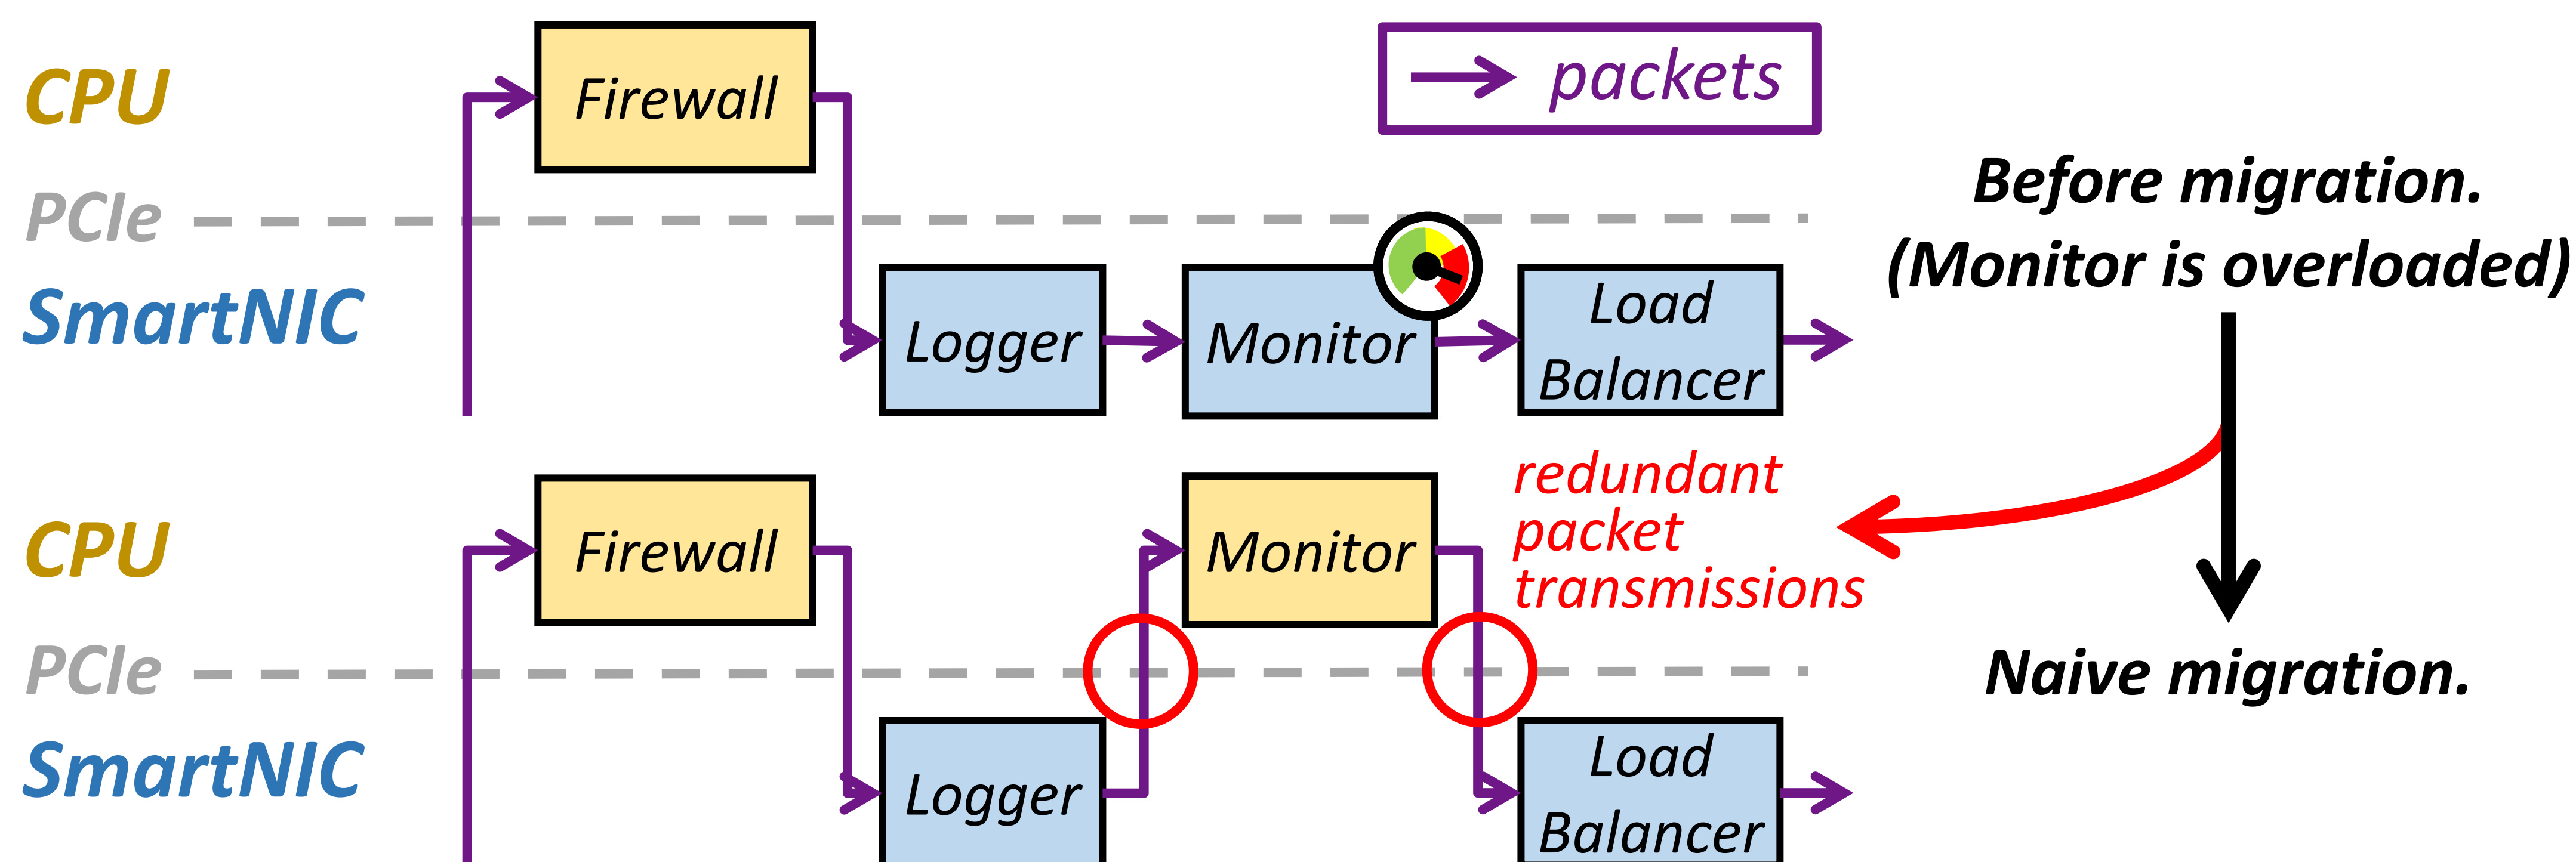 CPU
Firewall
packets
PCIe
Before migration.
(Monitor is overloaded)
SmartNIC
Logger
Monitor
Load
Balancer
CPU
Firewall
Monitor
redundant
packet
transmissions
PCIe
Naive migration.
SmartNIC
Logger
Load
Balancer